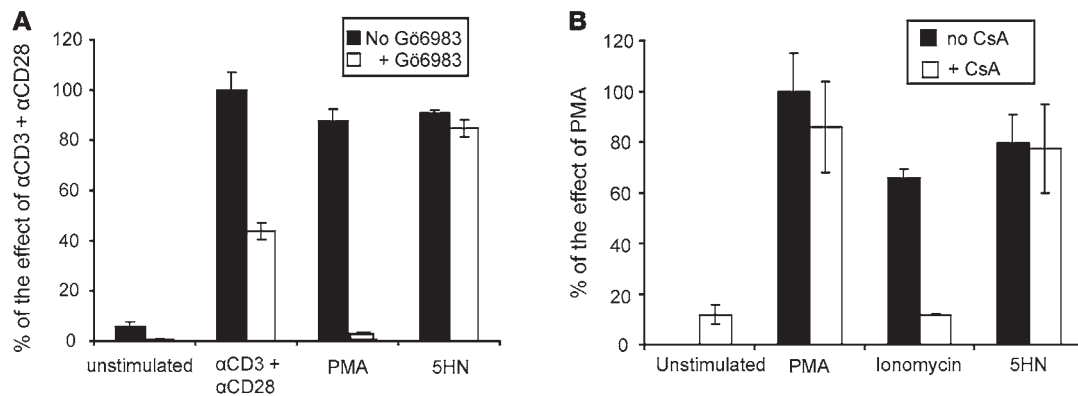 A
% of the effect of αCD3 + αCD28
120
100
80
60
40
20
0
No Gö6983
+ Gö6983
unstimulated
αCD3 +
αCD28
PMA
5HN
B
% of the effect of PMA
120
100
80
60
40
20
0
no CsA
+ CsA
Unstimulated
PMA
Ionomycin
5HN